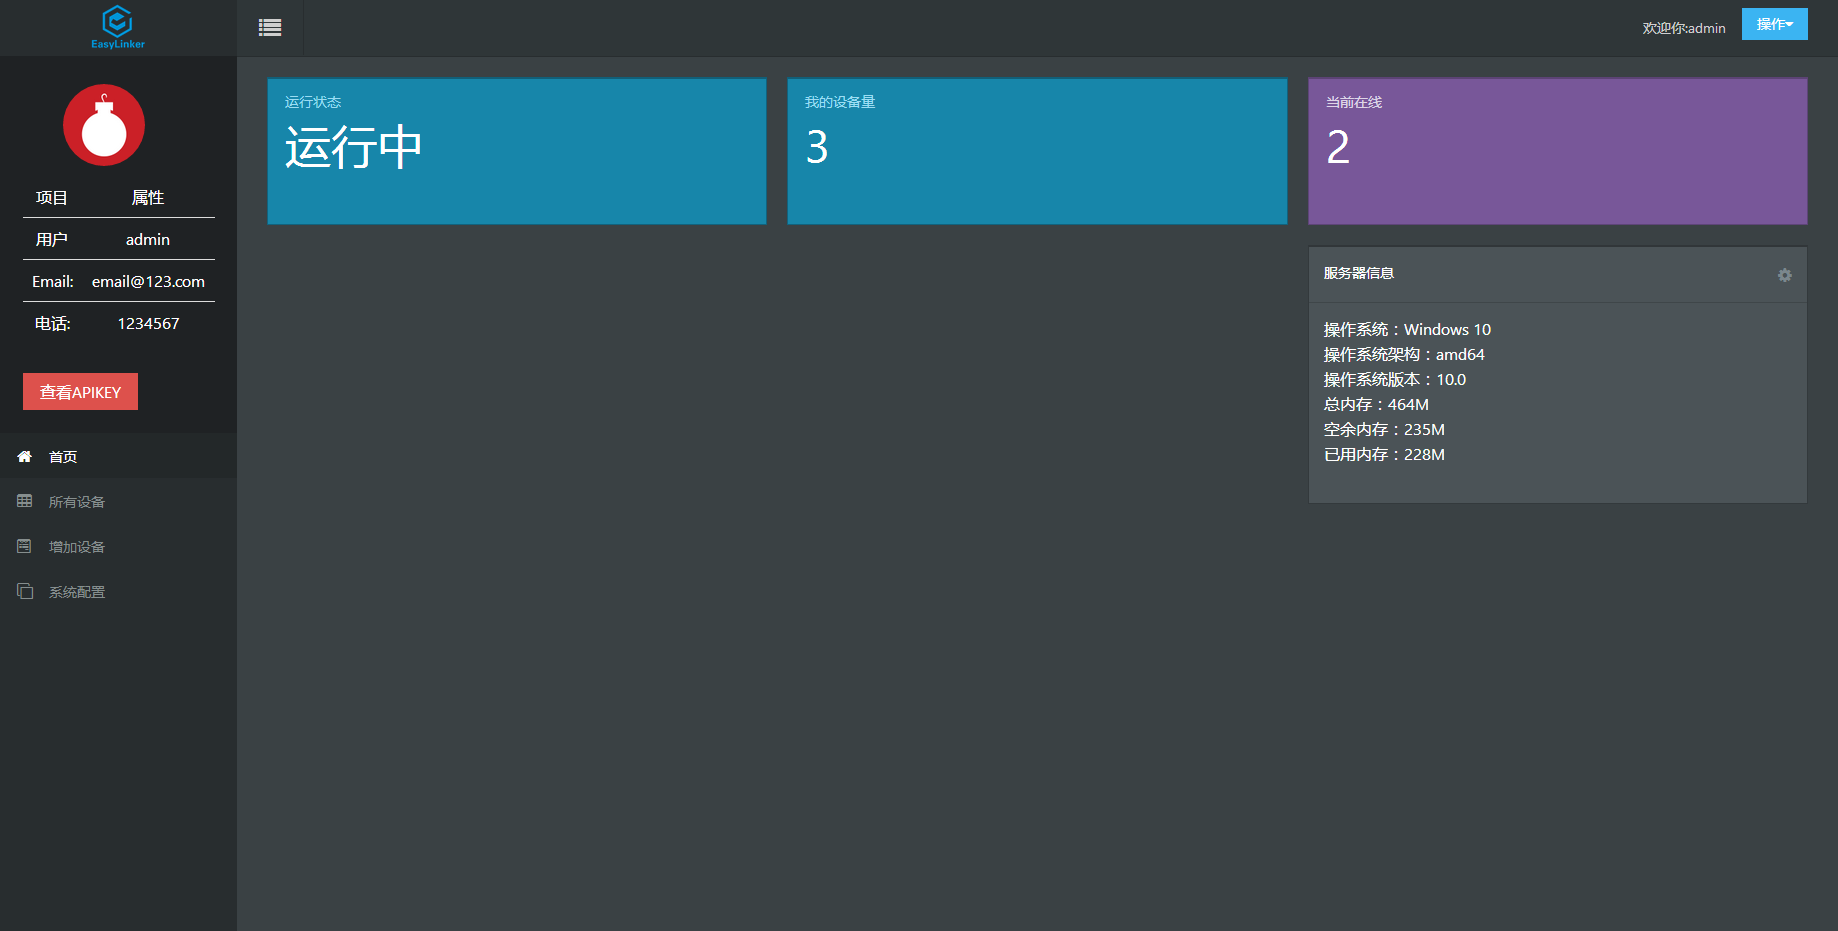 EasyLinker
欢迎你:admin
操作
项目 属性
用户 admin
Email: email@123.com
电话: 1234567
查看APIKEY
首页
所有设备
增加设备
系统配置
运行状态
运行中
我的设备量
3
当前在线
2
服务器信息
操作系统：Windows 10
操作系统架构：amd64
操作系统版本：10.0
总内存：464M
空余内存：235M
已用内存：228M